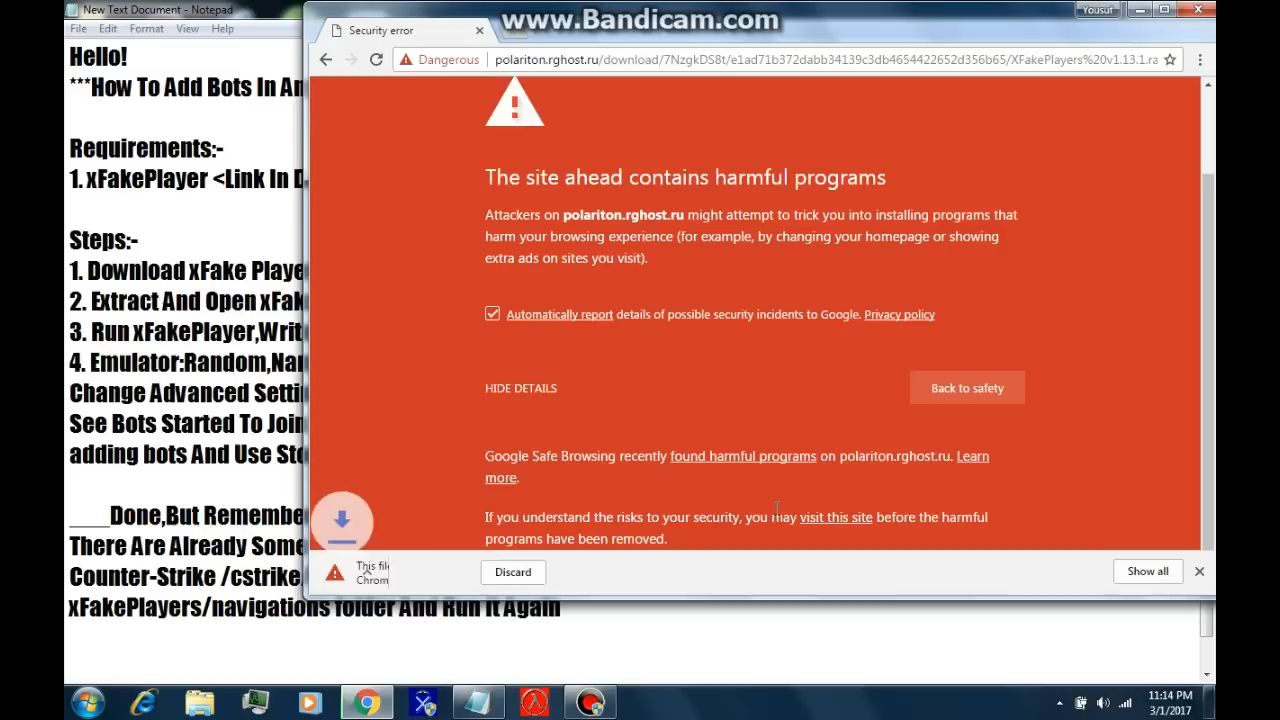 New Text Document - Notepad
File Edit Format View Help
Hello!
***How To Add Bots In An
Requirements:-
1. xFakePlayer <Link In D
Steps:-
1. Download xFake Playe
2. Extract And Open xFak
3. Run xFakePlayer,Writ
4. Emulator:Random,Na
Change Advanced Setti
See Bots Started To Join
adding bots And Use Sto
____Done,But Remembe
There Are Already Some
Counter-Strike /cstrike
xFakePlayers/navigations folder And Run It Again
www.Bandicam.com
Yousuf
Security error
Dangerous polariton.rghost.ru/download/7NzgkDS8t/e1ad71b372dabb34139c3db4654422652d356b65/XFakePlayers%20v1.13.1.ra
The site ahead contains harmful programs
Attackers on polariton.rghost.ru might attempt to trick you into installing programs that
harm your browsing experience (for example, by changing your homepage or showing
extra ads on sites you visit).
Automatically report details of possible security incidents to Google. Privacy policy
HIDE DETAILS
Back to safety
Google Safe Browsing recently found harmful programs on polariton.rghost.ru. Learn
more.
If you understand the risks to your security, you may visit this site before the harmful
programs have been removed.
This file
Chrom
Discard
Show all
11:14 PM
3/1/2017